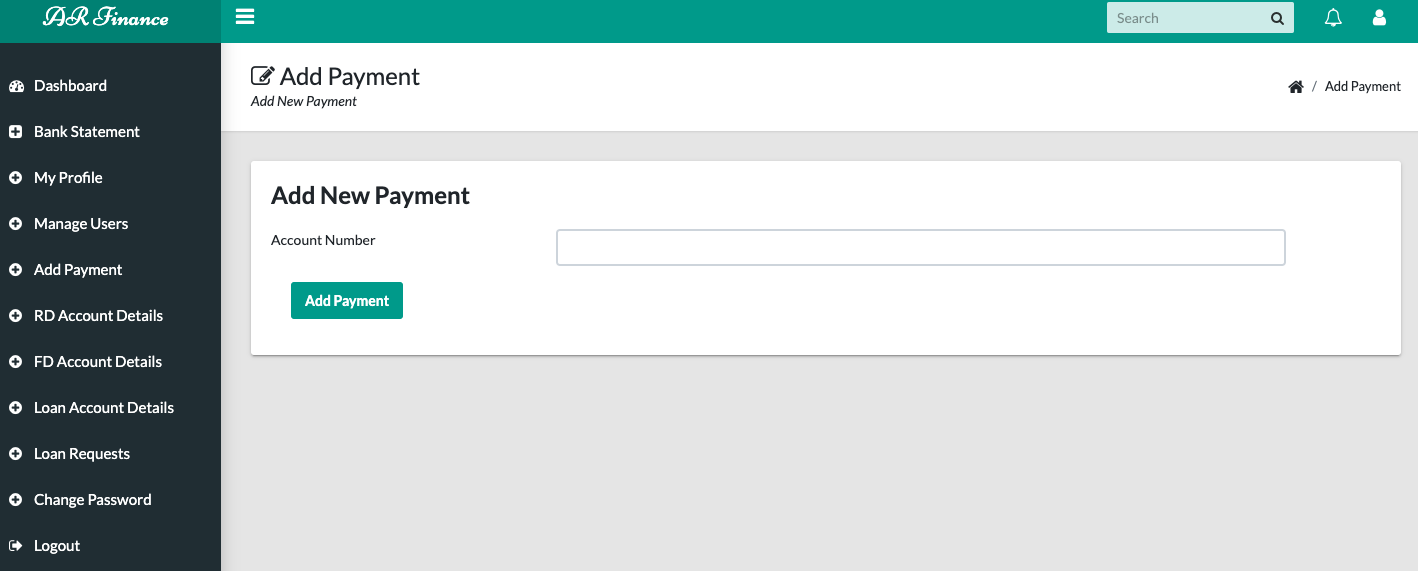 AR Finance
Search
Dashboard
Bank Statement
My Profile
Manage Users
Add Payment
RD Account Details
FD Account Details
Loan Account Details
Loan Requests
Change Password
Logout
Add Payment
Add New Payment
/ Add Payment
Add New Payment
Account Number
Add Payment